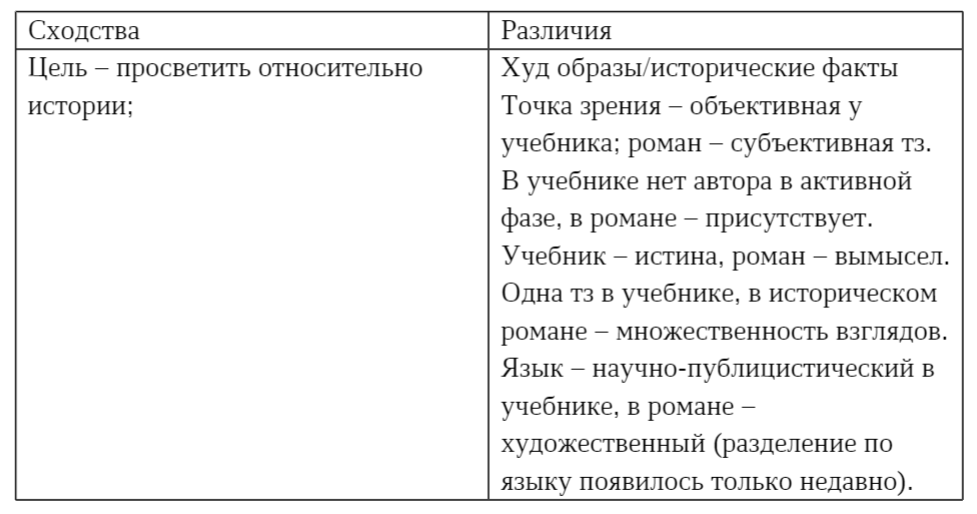 Сходства
Различия
Цель – просветить относительно
истории;
Худ образы/исторические факты
Точка зрения – объективная у
учебника; роман – субъективная тз.
В учебнике нет автора в активной
фазе, в романе – присутствует.
Учебник – истина, роман – вымысел.
Одна тз в учебнике, в историческом
романе – множественность взглядов.
Язык – научно-публицистический в
учебнике, в романе –
художественный (разделение по
языку появилось только недавно).